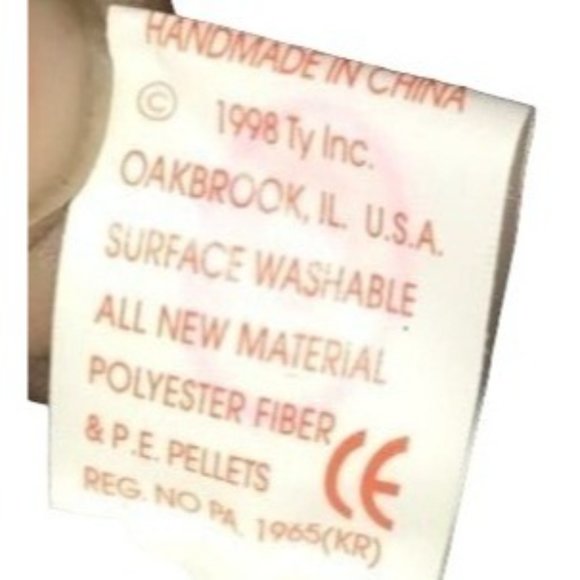 HANDMADE IN CHINA
© 1998 Ty Inc.
OAKBROOK, IL. U.S.A.
SURFACE WASHABLE
ALL NEW MATERIAL
POLYESTER FIBER
& P.E. PELLETS CE
REG. NO PA. 1965(KR)